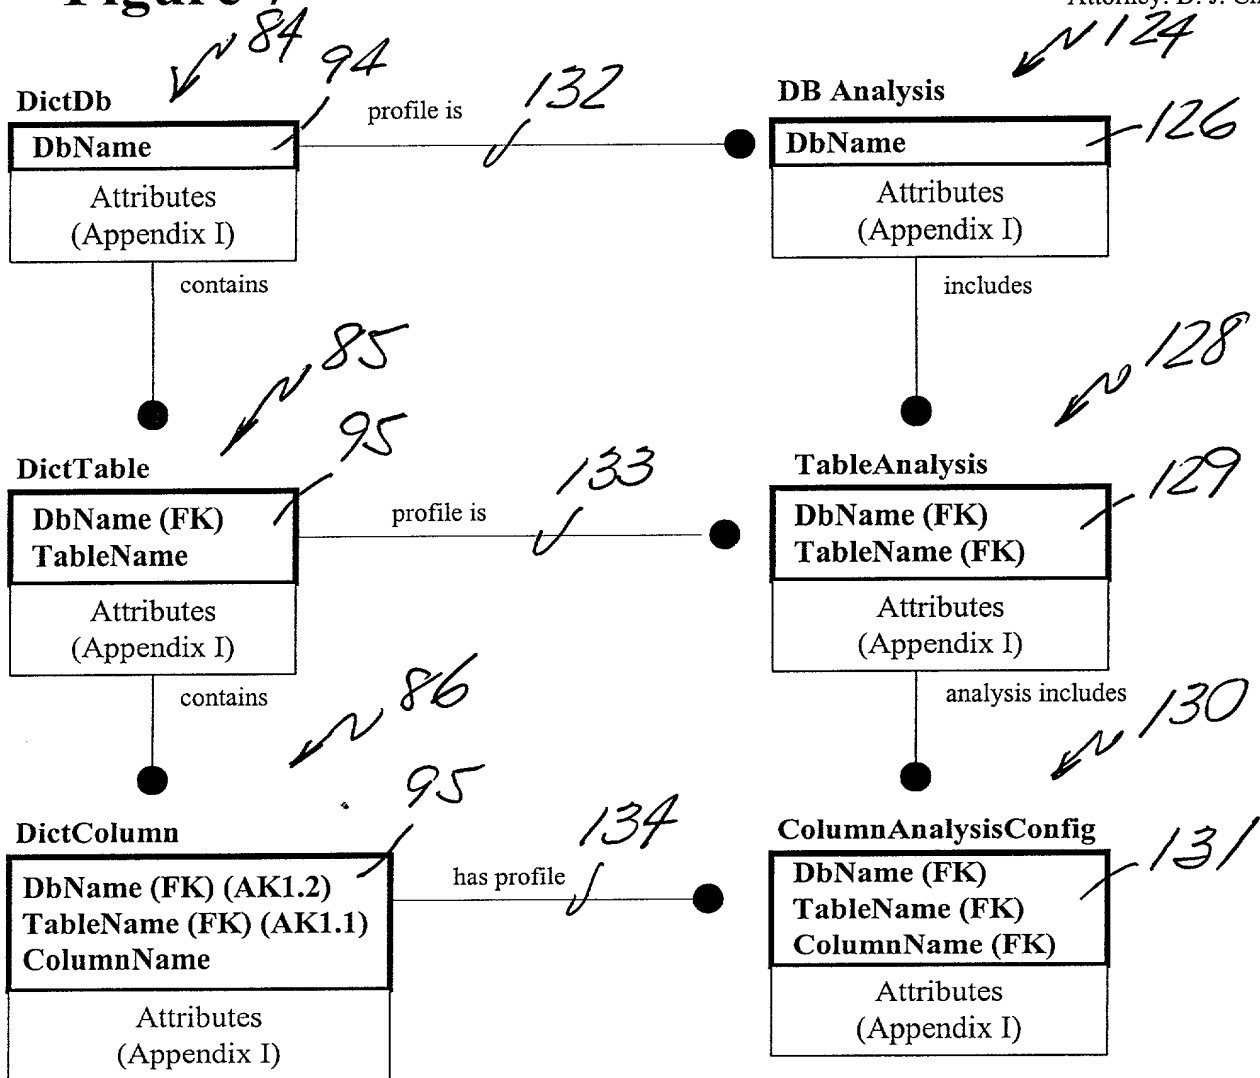 Figure
Attorney: D. J.
84
94
132
124
DictDb
profile is
DB Analysis
DbName
DbName
126
Attributes
(Appendix I)
Attributes
(Appendix I)
contains
includes
85
95
133
128
DictTable
profile is
TableAnalysis
DbName (FK)
TableName
DbName (FK)
TableName (FK)
129
Attributes
(Appendix I)
Attributes
(Appendix I)
contains
analysis includes
86
95
134
130
DictColumn
has profile
ColumnAnalysisConfig
DbName (FK) (AK1.2)
TableName (FK) (AK1.1)
ColumnName
DbName (FK)
TableName (FK)
ColumnName (FK)
131
Attributes
(Appendix I)
Attributes
(Appendix I)